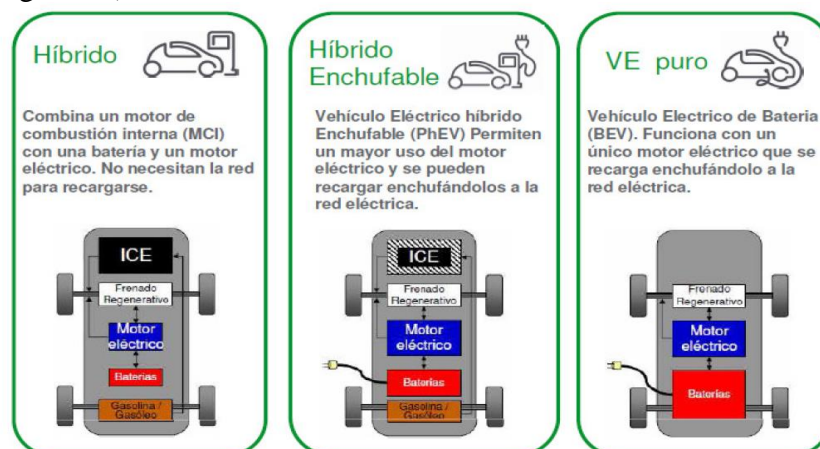 Híbrido
Combina un motor de
combustión interna (MCI)
con una batería y un motor
eléctrico. No necesitan la red
para recargarse.
ICE
Frenado
Regenerativo
Motor
eléctrico
Baterias
Gasolina /
Gasóleo
Híbrido
Enchufable
Vehículo Eléctrico híbrido
Enchufable (PhEV) Permiten
un mayor uso del motor
eléctrico y se pueden
recargar enchufándolos a la
red eléctrica.
ICE
Frenado
Regenerativo
Motor
eléctrico
Baterias
Gasolina /
Gasóleo
VE puro
Vehículo Electrico de Bateria
(BEV). Funciona con un
único motor eléctrico que se
recarga enchufándolo a la
red eléctrica.
Frenado
Regenerativo
Motor
eléctrico
Baterias